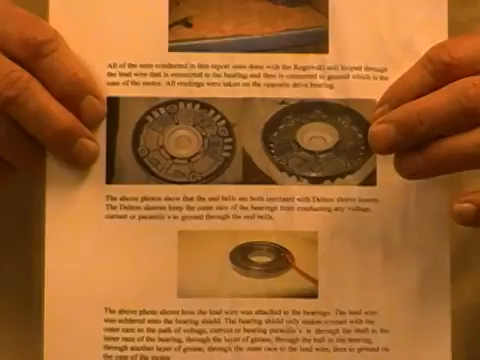 All of the tests conducted in this report were done with the Rogowski coil looped through
the lead wire that is connected to the bearing and then is connected to ground which is the
case of the motor. All readings were taken on the opposite drive bearing.
The above photos show that the end bells are both insulated with Delton sleeve inserts.
The Delton sleeves keep the outer race of the bearings from conducting any voltage,
current or parasitic's to ground through the end bells.
The above photo shows how the lead wire was attached to the bearings. The lead wire
was soldered onto the bearing shield. The bearing shield only makes contact with the
outer race so the path of voltage, current or bearing parasitic's is through the shaft to the
inner race of the bearing, through the layer of grease, through the ball to the bearing,
through another layer of grease, through the outer race to the lead wire, then to ground on
the case of the motor.